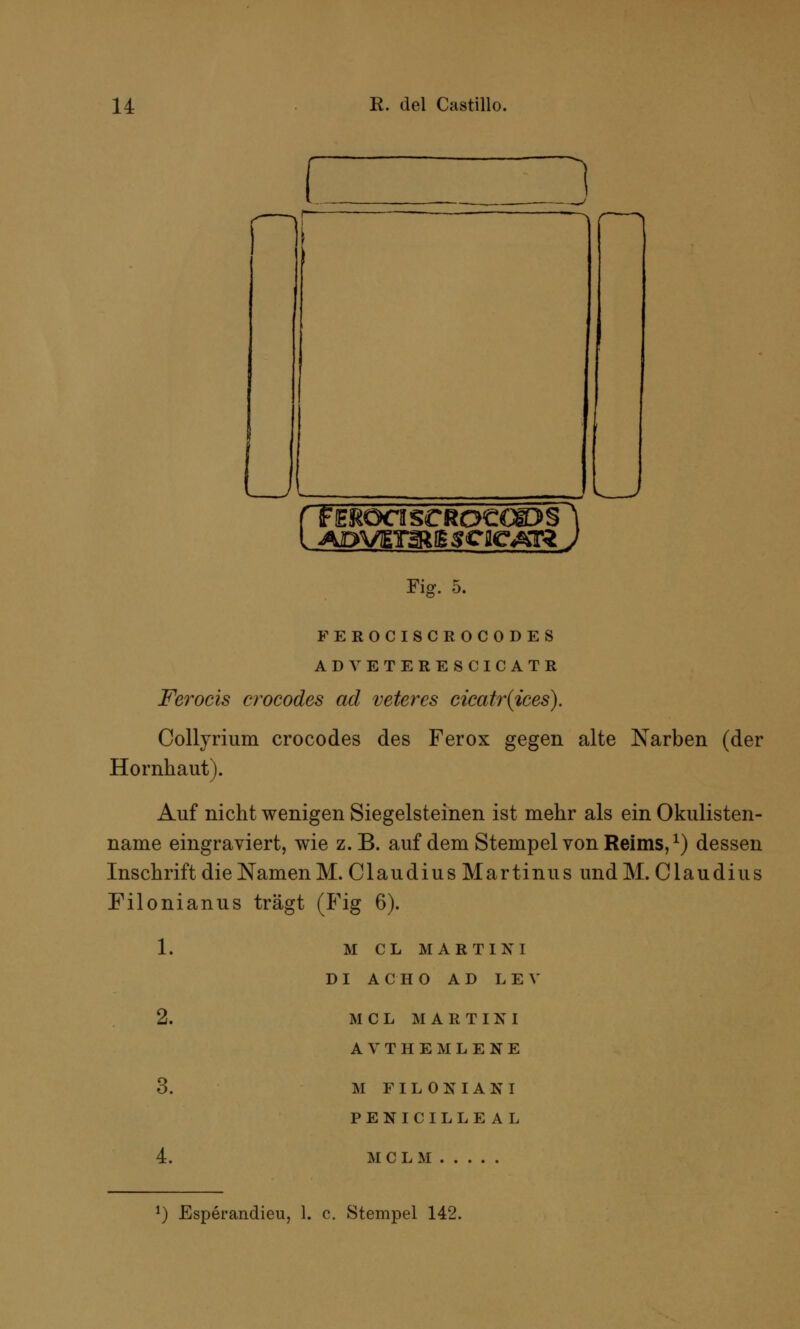 14 R. del Castillo.
FEROCISCROCODES
ADVETERESCICATR
Fig. 5.
FEROCISCROCODES
ADVETERESCICATR
Ferocis crocodes ad veteres cicatr(ices).
Collyrium crocodes des Ferox gegen alte Narben (der
Hornhaut).
Auf nicht wenigen Siegelsteinen ist mehr als ein Okulisten-
name eingraviert, wie z. B. auf dem Stempel von Reims,¹) dessen
Inschrift die Namen M. Claudius Martinus und M. Claudius
Filonianus trägt (Fig 6).
1. M CL MARTINI
DI ACHO AD LEV
2. MCL MARTINI
AVTHEMLENE
3. M FILONIANI
PENICILLE AL
4. MCLM.....
¹) Espérandieu, l. c. Stempel 142.